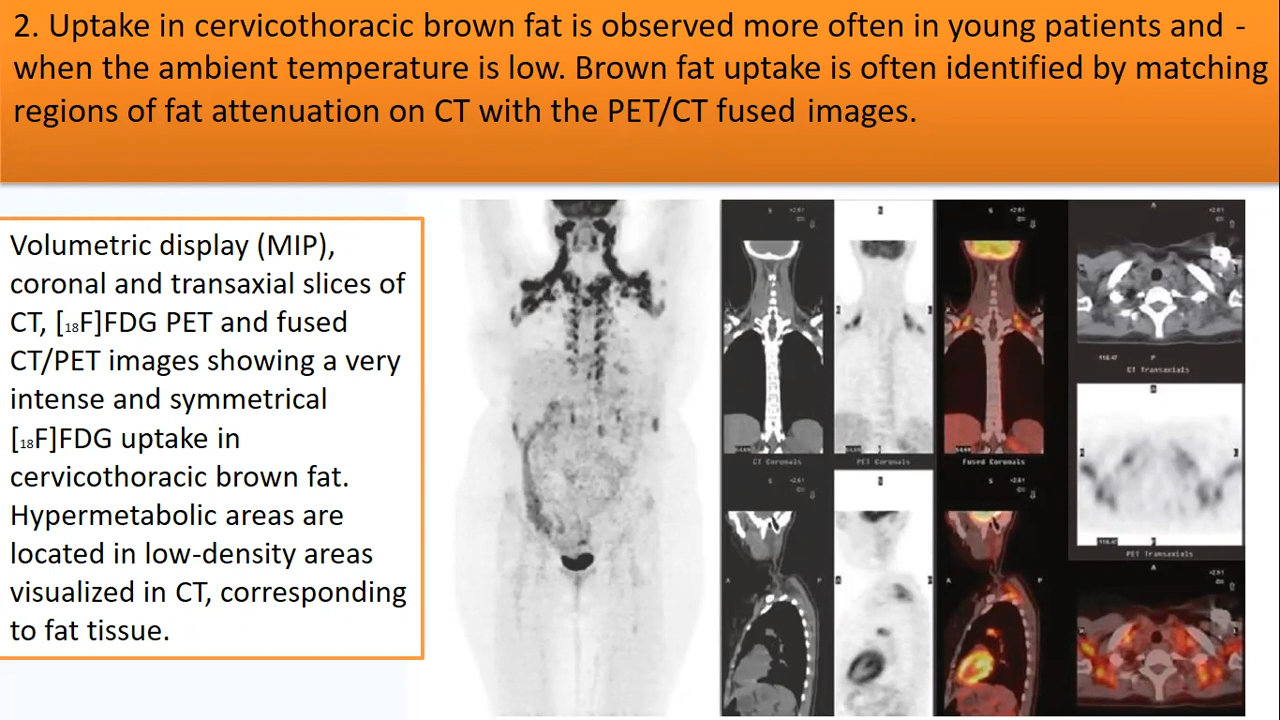 2. Uptake in cervicothoracic brown fat is observed more often in young patients and -
when the ambient temperature is low. Brown fat uptake is often identified by matching
regions of fat attenuation on CT with the PET/CT fused images.
Volumetric display (MIP),
coronal and transaxial slices of
CT, [18F]FDG PET and fused
CT/PET images showing a very
intense and symmetrical
[18F]FDG uptake in
cervicothoracic brown fat.
Hypermetabolic areas are
located in low-density areas
visualized in CT, corresponding
to fat tissue.
CT Coronals
PET Coronals
Fused Coronals
CT Transaxials
PET Transaxials